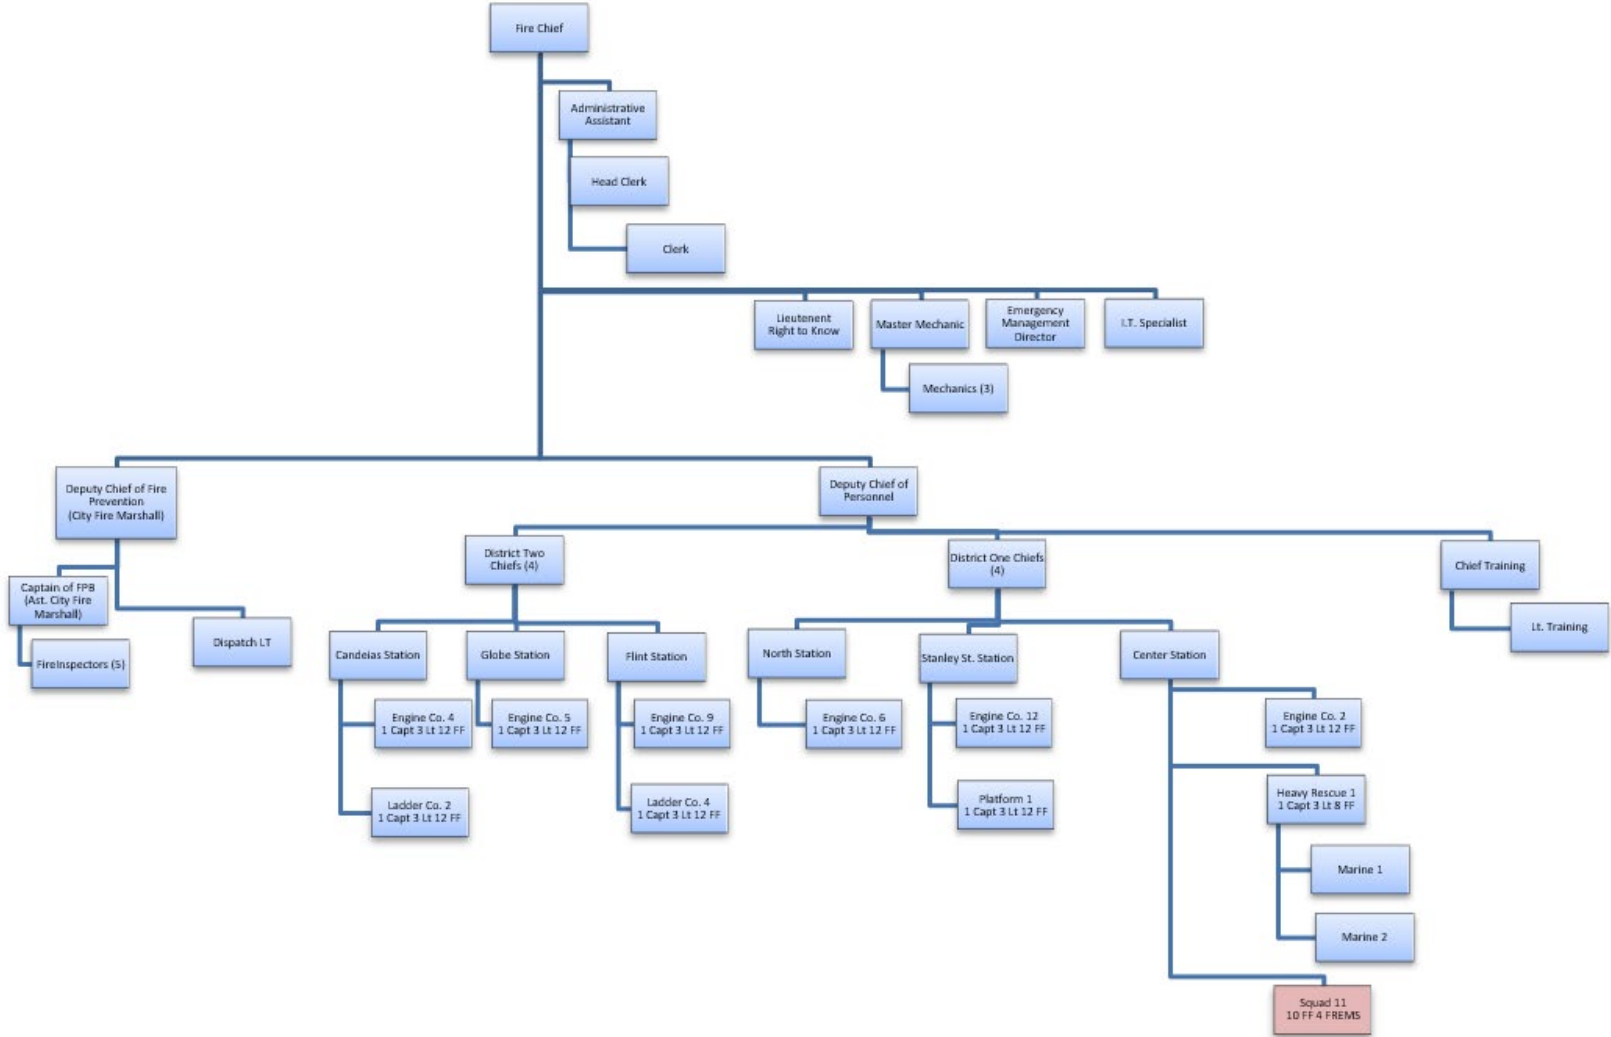 Fire Chief
Administrative
Assistant
Head Clerk
Clerk
Lieutenent
Right to Know
Master Mechanic
Emergency
Management
Director
I.T. Specialist
Mechanics (3)
Deputy Chief of Fire
Prevention
(City Fire Marshall)
Deputy Chief of
Personnel
Captain of FPB
(Ast. City Fire
Marshall)
FireInspectors (5)
Dispatch LT
District Two
Chiefs (4)
District One Chiefs
(4)
Chief Training
Lt. Training
Candeias Station
Globe Station
Flint Station
North Station
Stanley St. Station
Center Station
Engine Co. 4
1 Capt 3 Lt 12 FF
Ladder Co. 2
1 Capt 3 Lt 12 FF
Engine Co. 5
1 Capt 3 Lt 12 FF
Engine Co. 9
1 Capt 3 Lt 12 FF
Ladder Co. 4
1 Capt 3 Lt 12 FF
Engine Co. 6
1 Capt 3 Lt 12 FF
Engine Co. 12
1 Capt 3 Lt 12 FF
Platform 1
1 Capt 3 Lt 12 FF
Engine Co. 2
1 Capt 3 Lt 12 FF
Heavy Rescue 1
1 Capt 3 Lt 8 FF
Marine 1
Marine 2
Squad 11
10 FF 4 FREMS